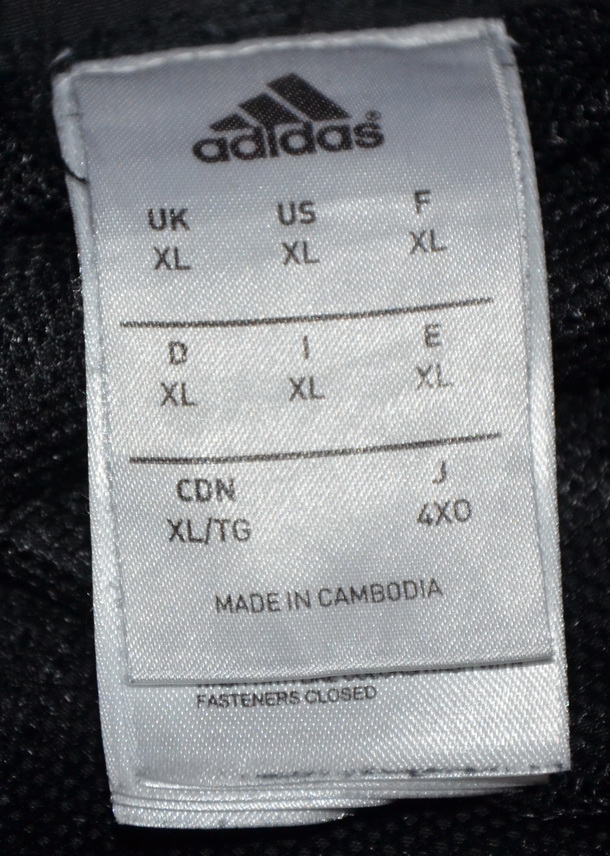 adidas®
UK US F
XL XL XL
D I E
XL XL XL
CDN J
XL/TG 4XO
MADE IN CAMBODIA
FASTENERS CLOSED